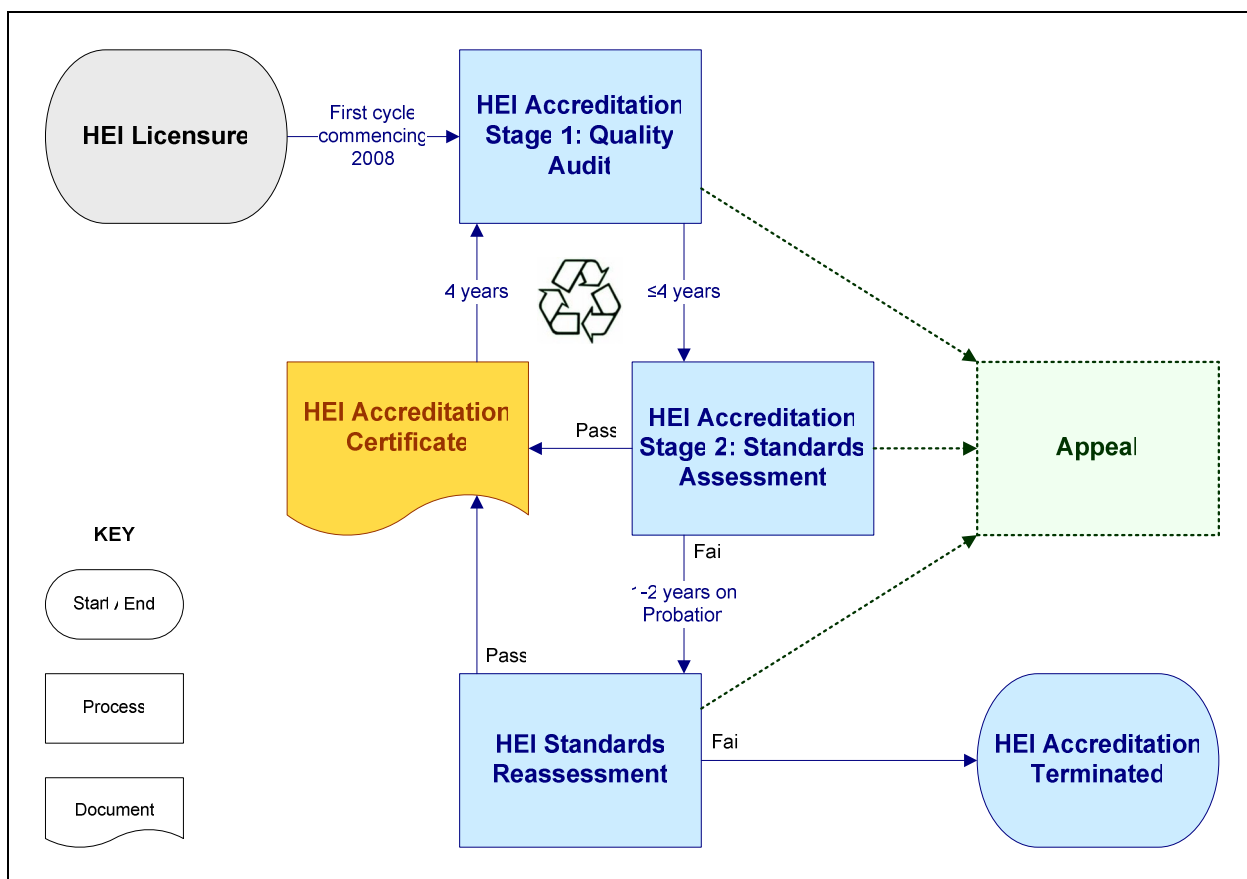 HEI Licensure
First cycle
commencing
2008
HEI Accreditation
Stage 1: Quality
Audit
4 years
≤4 years
HEI Accreditation
Certificate
Pass
HEI Accreditation
Stage 2: Standards
Assessment
Appeal
KEY
Start / End
Process
Document
Fai
1-2 years on
Probation
Pass
HEI Standards
Reassessment
Fai
HEI Accreditation
Terminated